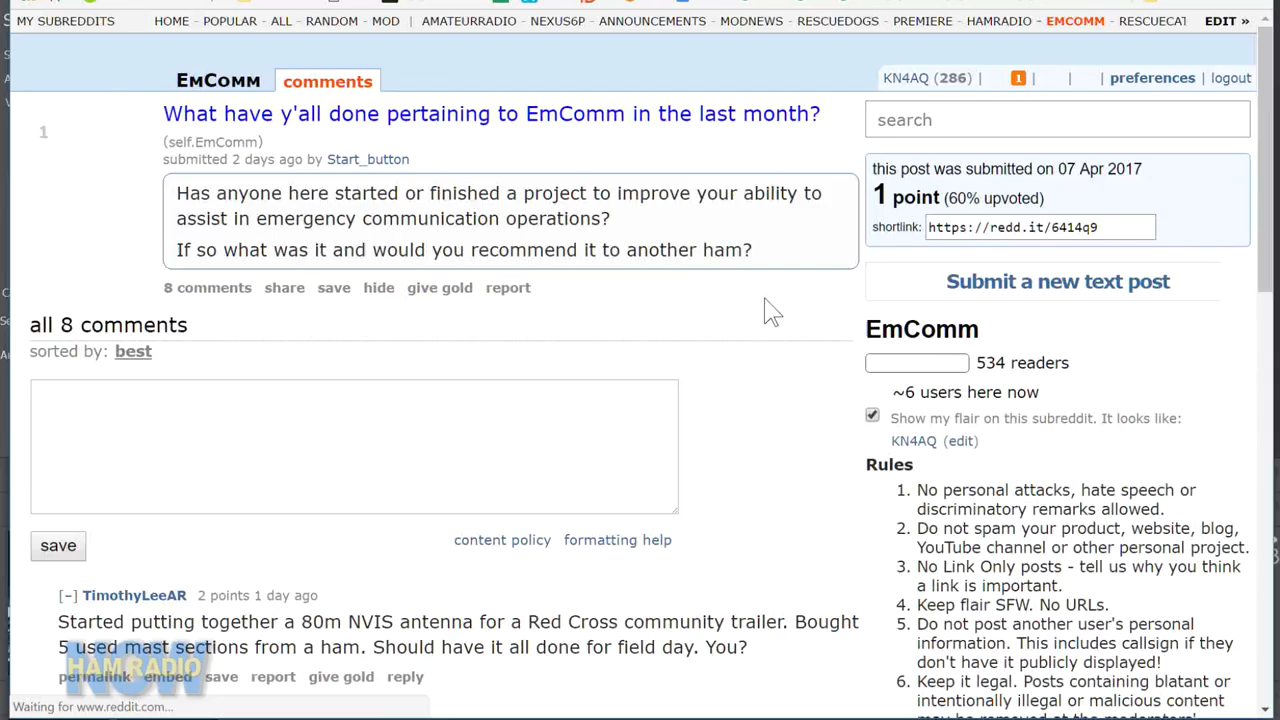 MY SUBREDDITS HOME - POPULAR - ALL - RANDOM - MOD | AMATEURRADIO - NEXUS6P - ANNOUNCEMENTS - MODNEWS - RESCUEDOGS - PREMIERE - HAMRADIO - EMCOMM - RESCUECAT EDIT »
EMCOMM comments
KN4AQ (286) | 1 | | | preferences | logout
1
What have y'all done pertaining to EmComm in the last month?
(self.EmComm)
submitted 2 days ago by Start_button
Has anyone here started or finished a project to improve your ability to
assist in emergency communication operations?
If so what was it and would you recommend it to another ham?
8 comments share save hide give gold report
all 8 comments
sorted by: best
save
content policy formatting help
[–] TimothyLeeAR 2 points 1 day ago
Started putting together a 80m NVIS antenna for a Red Cross community trailer. Bought
5 used mast sections from a ham. Should have it all done for field day. You?
permalink embed save report give gold reply
HAM RADIO
NOW
Waiting for www.reddit.com...
search
this post was submitted on 07 Apr 2017
1 point (60% upvoted)
shortlink: https://redd.it/6414q9
Submit a new text post
EmComm
534 readers
~6 users here now
Show my flair on this subreddit. It looks like:
KN4AQ (edit)
Rules
1. No personal attacks, hate speech or
discriminatory remarks allowed.
2. Do not spam your product, website, blog,
YouTube channel or other personal project.
3. No Link Only posts - tell us why you think
a link is important.
4. Keep flair SFW. No URLs.
5. Do not post another user's personal
information. This includes callsign if they
don't have it publicly displayed!
6. Keep it legal. Posts containing blatant or
intentionally illegal or malicious content
may be removed at the moderators'